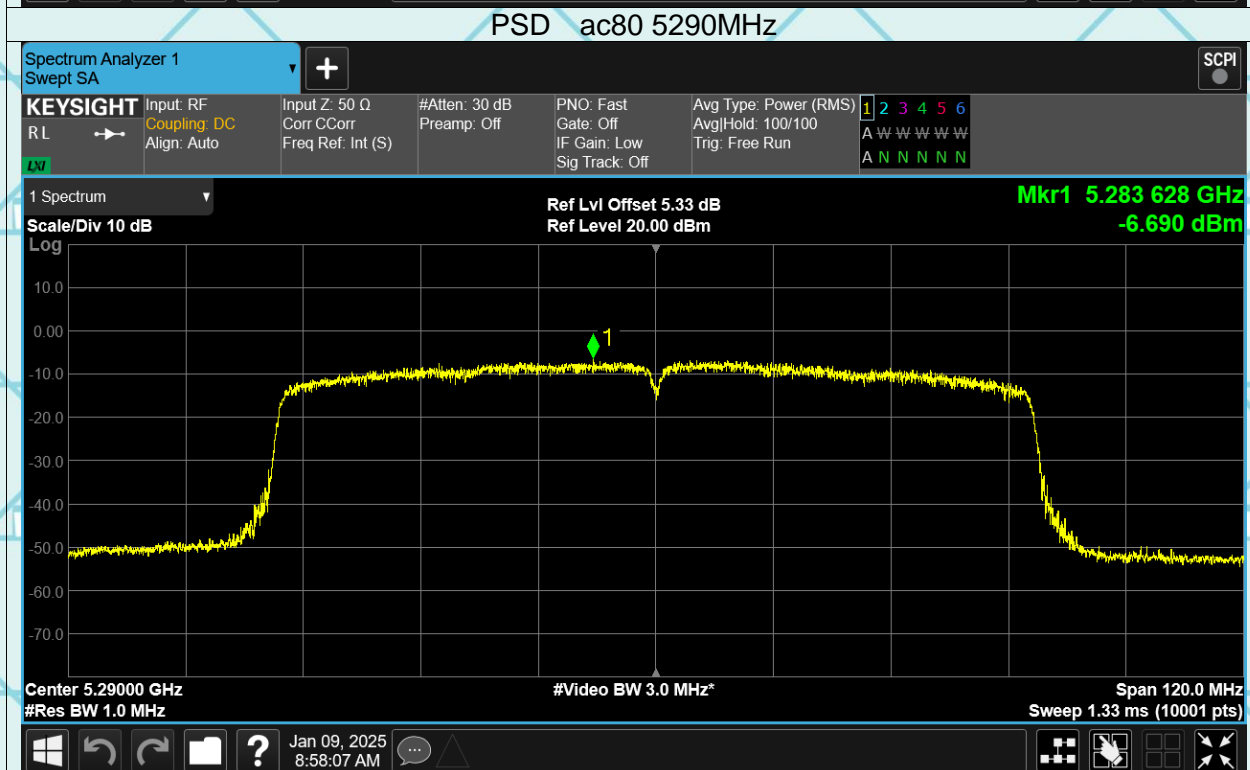 PSD ac80 5290MHz
Spectrum Analyzer 1
Swept SA
SCPI
KEYSIGHT
RL
LXI
Input: RF
Coupling: DC
Align: Auto
Input Z: 50 Ω
Corr CCorr
Freq Ref: Int (S)
#Atten: 30 dB
Preamp: Off
PNO: Fast
Gate: Off
IF Gain: Low
Sig Track: Off
Avg Type: Power (RMS)
Avg|Hold: 100/100
Trig: Free Run
1 2 3 4 5 6
A W W W W W
A N N N N N
1 Spectrum
Scale/Div 10 dB
Ref Lvl Offset 5.33 dB
Ref Level 20.00 dBm
Mkr1 5.283 628 GHz
-6.690 dBm
Log
10.0
0.00
1
-10.0
-20.0
-30.0
-40.0
-50.0
-60.0
-70.0
Center 5.29000 GHz
#Video BW 3.0 MHz*
Span 120.0 MHz
#Res BW 1.0 MHz
Sweep 1.33 ms (10001 pts)
?
Jan 09, 2025
8:58:07 AM